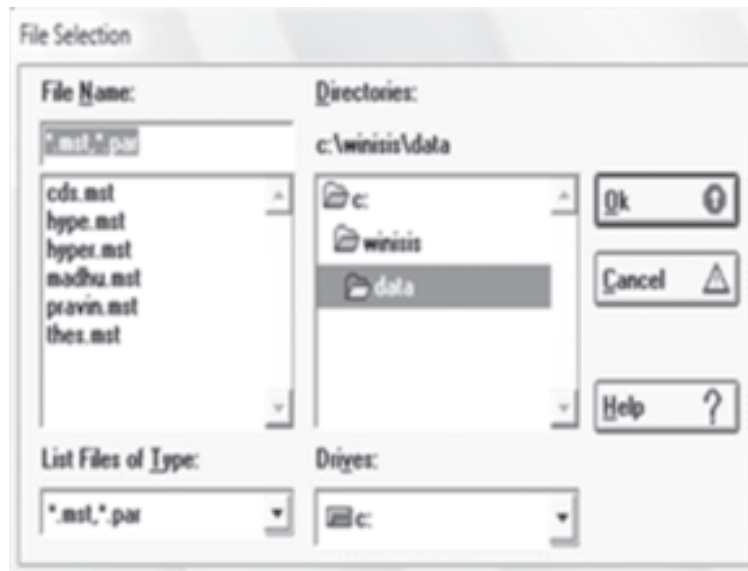 File Selection
File Name:
*.mst,*.par
cds.mst
hype.mst
hyper.mst
madhu.mst
pravin.mst
thes.mst
List Files of Type:
*.mst,*.par
Directories:
c:\winisis\data
c:
winisis
data
Drives:
c:
Ok
Cancel
Help ?